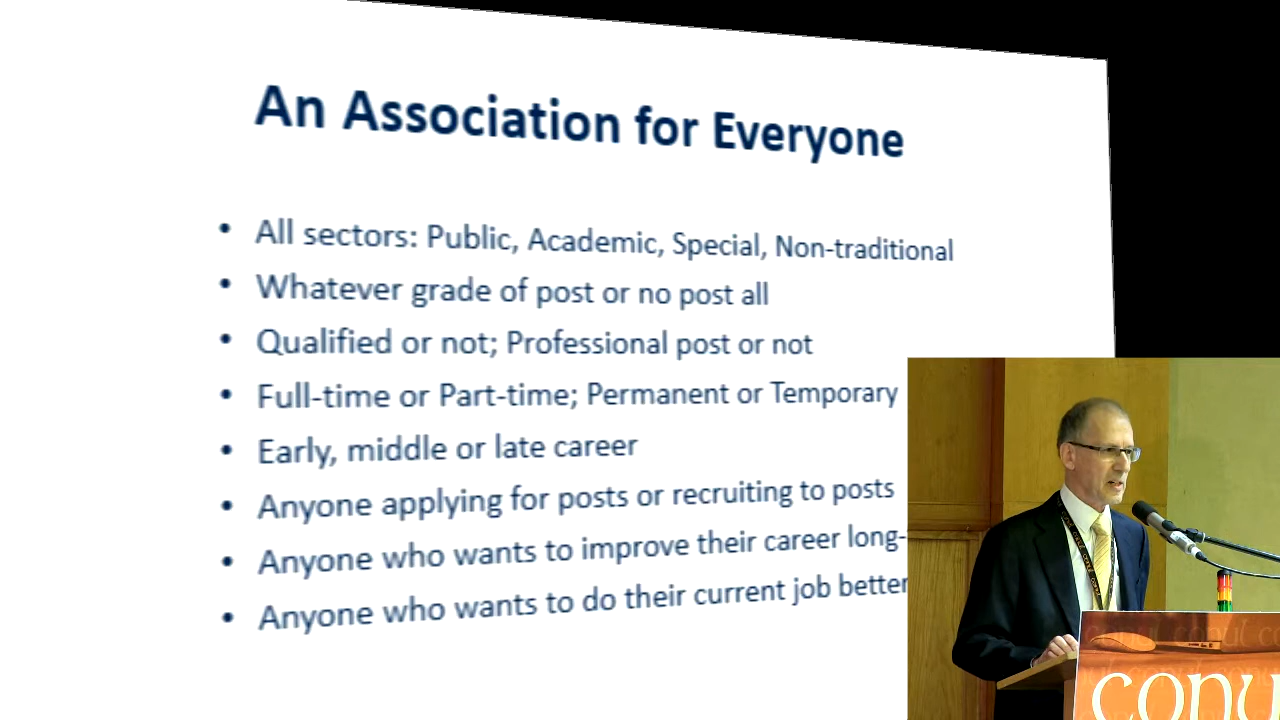 An Association for Everyone
• All sectors: Public, Academic, Special, Non-traditional
• Whatever grade of post or no post all
• Qualified or not; Professional post or not
• Full-time or Part-time; Permanent or Temporary
• Early, middle or late career
• Anyone applying for posts or recruiting to posts
• Anyone who wants to improve their career long-
• Anyone who wants to do their current job better
conul conul
conu